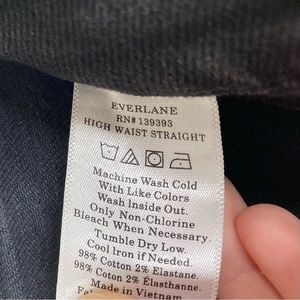 EVERLANE
RN# 139393
HIGH WAIST STRAIGHT
Machine Wash Cold
With Like Colors
Wash Inside Out.
Only Non-Chlorine
Bleach When Necessary.
Tumble Dry Low.
Cool Iron if Needed.
98% Cotton 2% Elastane.
98% Cotton 2% Élasthanne.
Made in Vietnam